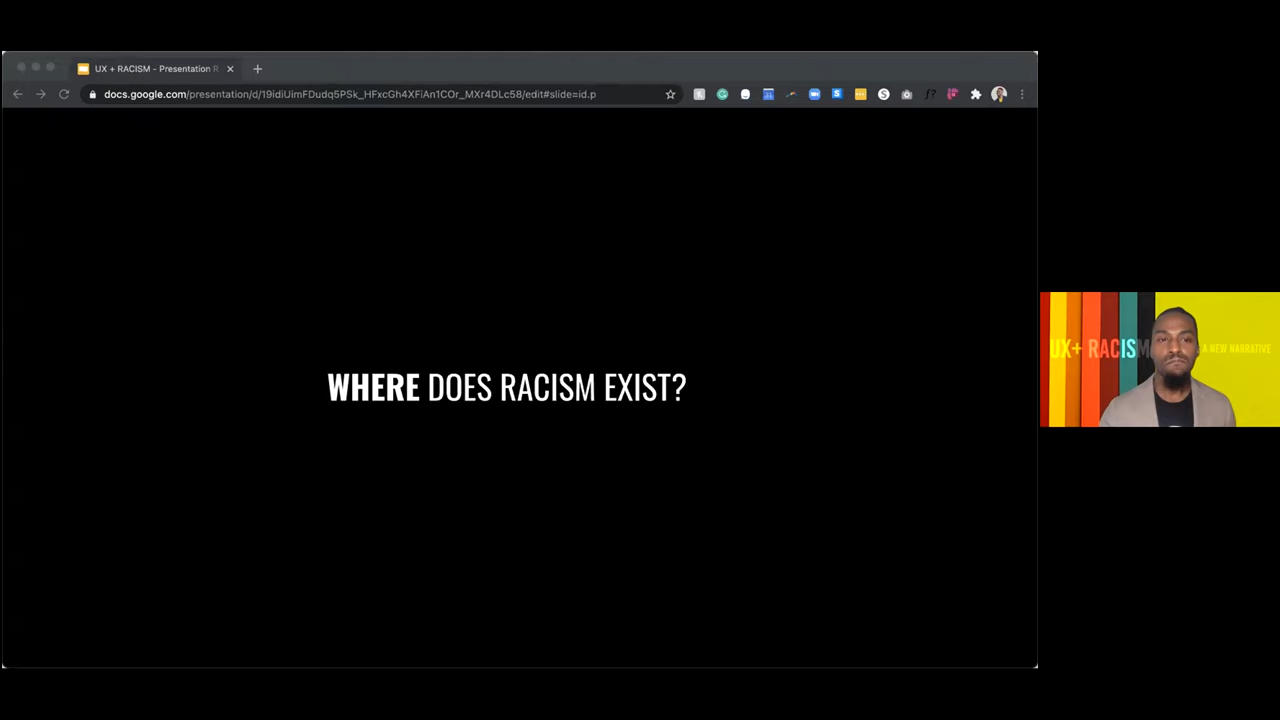 UX + RACISM - Presentation R
docs.google.com/presentation/d/19idiUimFDudq5PSk_HFxcGh4XFiAn1COr_MXr4DLc58/edit#slide=id.p
WHERE DOES RACISM EXIST?
UX+ RACISM
A NEW NARRATIVE